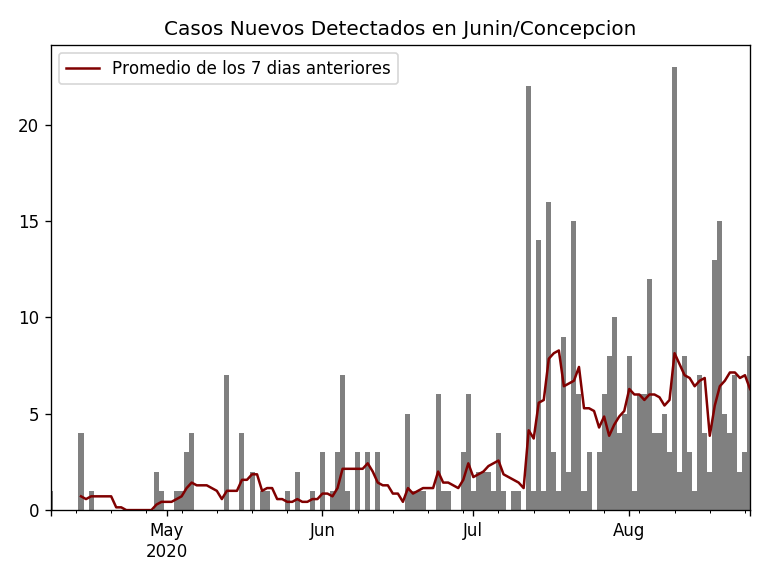 Casos Nuevos Detectados en Junin/Concepcion
Promedio de los 7 dias anteriores
20
15
10
5
0
May
2020
Jun
Jul
Aug